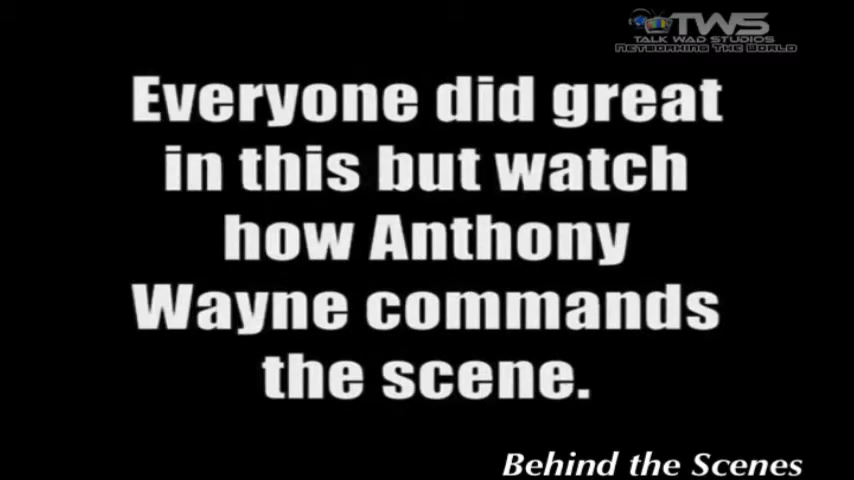 TWS
TALK WAD STUDIOS
NETWORKING THE WORLD
Everyone did great
in this but watch
how Anthony
Wayne commands
the scene.
Behind the Scenes